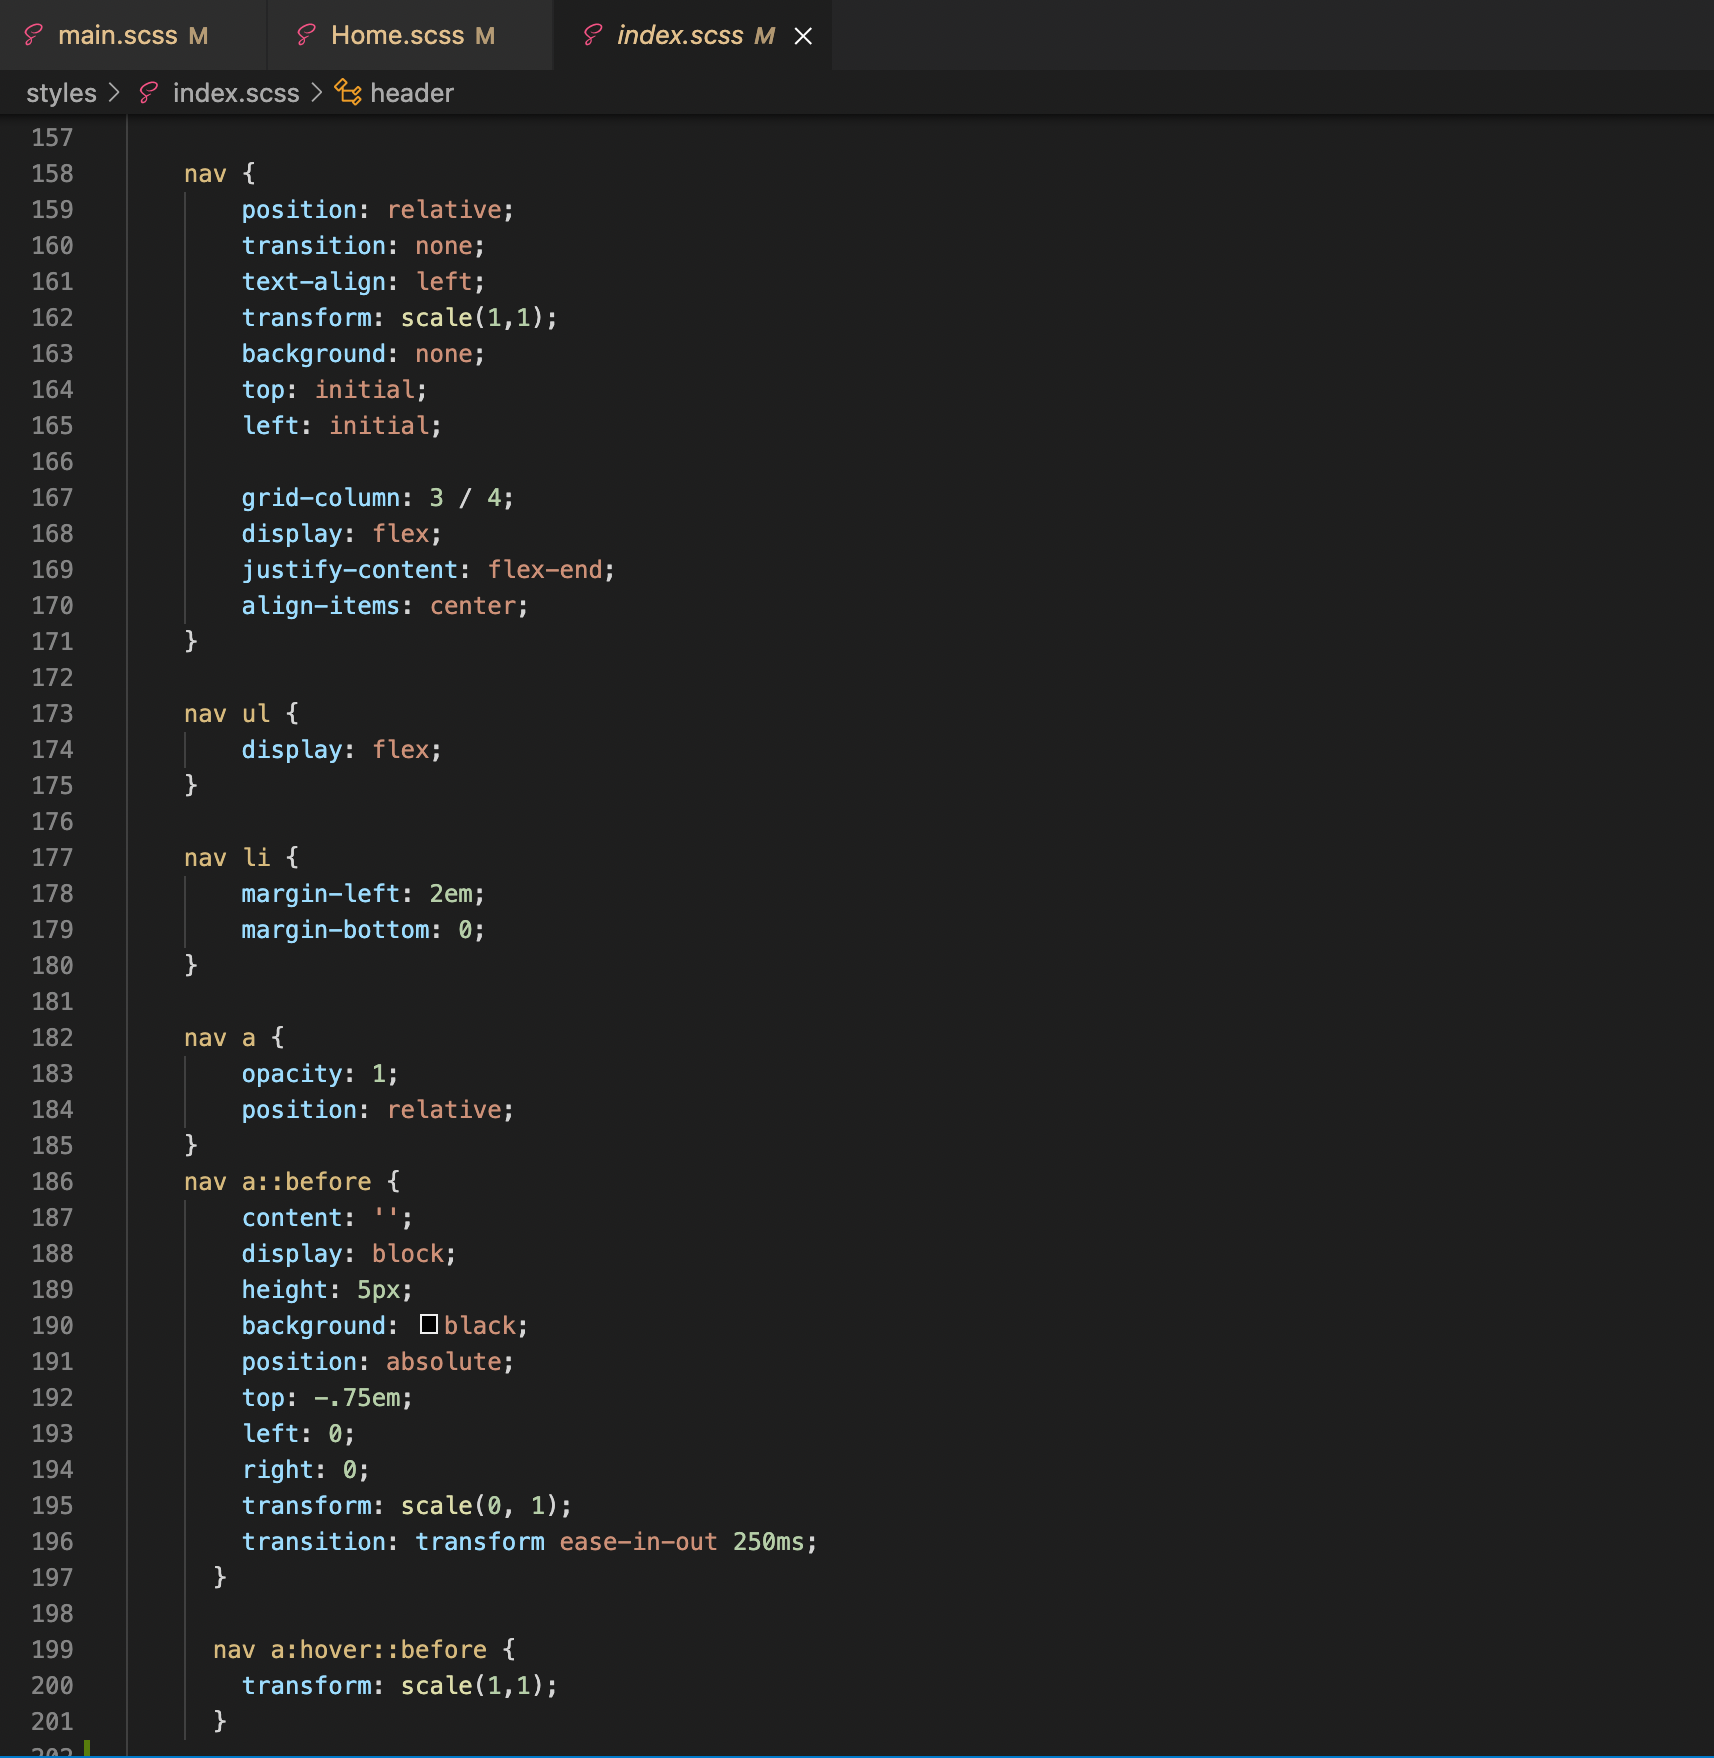 main.scss M Home.scss M index.scss M
styles > index.scss > header
157
158 nav {
159 position: relative;
160 transition: none;
161 text-align: left;
162 transform: scale(1,1);
163 background: none;
164 top: initial;
165 left: initial;
166
167 grid-column: 3 / 4;
168 display: flex;
169 justify-content: flex-end;
170 align-items: center;
171 }
172
173 nav ul {
174 display: flex;
175 }
176
177 nav li {
178 margin-left: 2em;
179 margin-bottom: 0;
180 }
181
182 nav a {
183 opacity: 1;
184 position: relative;
185 }
186 nav a::before {
187 content: '';
188 display: block;
189 height: 5px;
190 background: black;
191 position: absolute;
192 top: -.75em;
193 left: 0;
194 right: 0;
195 transform: scale(0, 1);
196 transition: transform ease-in-out 250ms;
197 }
198
199 nav a:hover::before {
200 transform: scale(1,1);
201 }
202